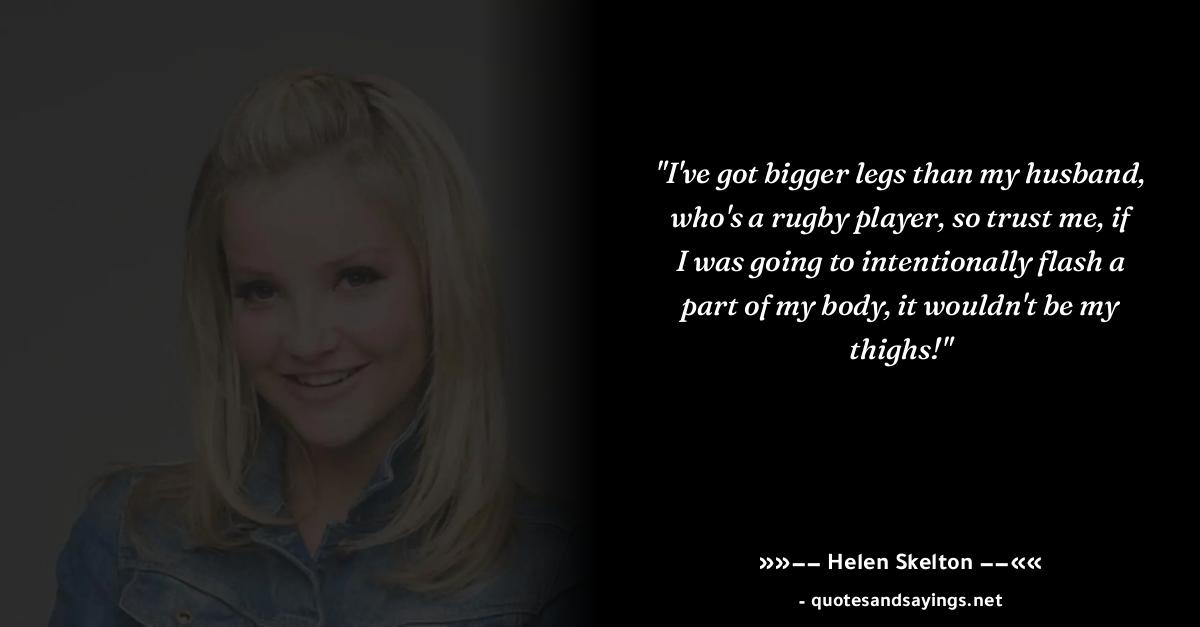 "I've got bigger legs than my husband,
who's a rugby player, so trust me, if
I was going to intentionally flash a
part of my body, it wouldn't be my
thighs!"
»»−− Helen Skelton −−««
- quotesandsayings.net